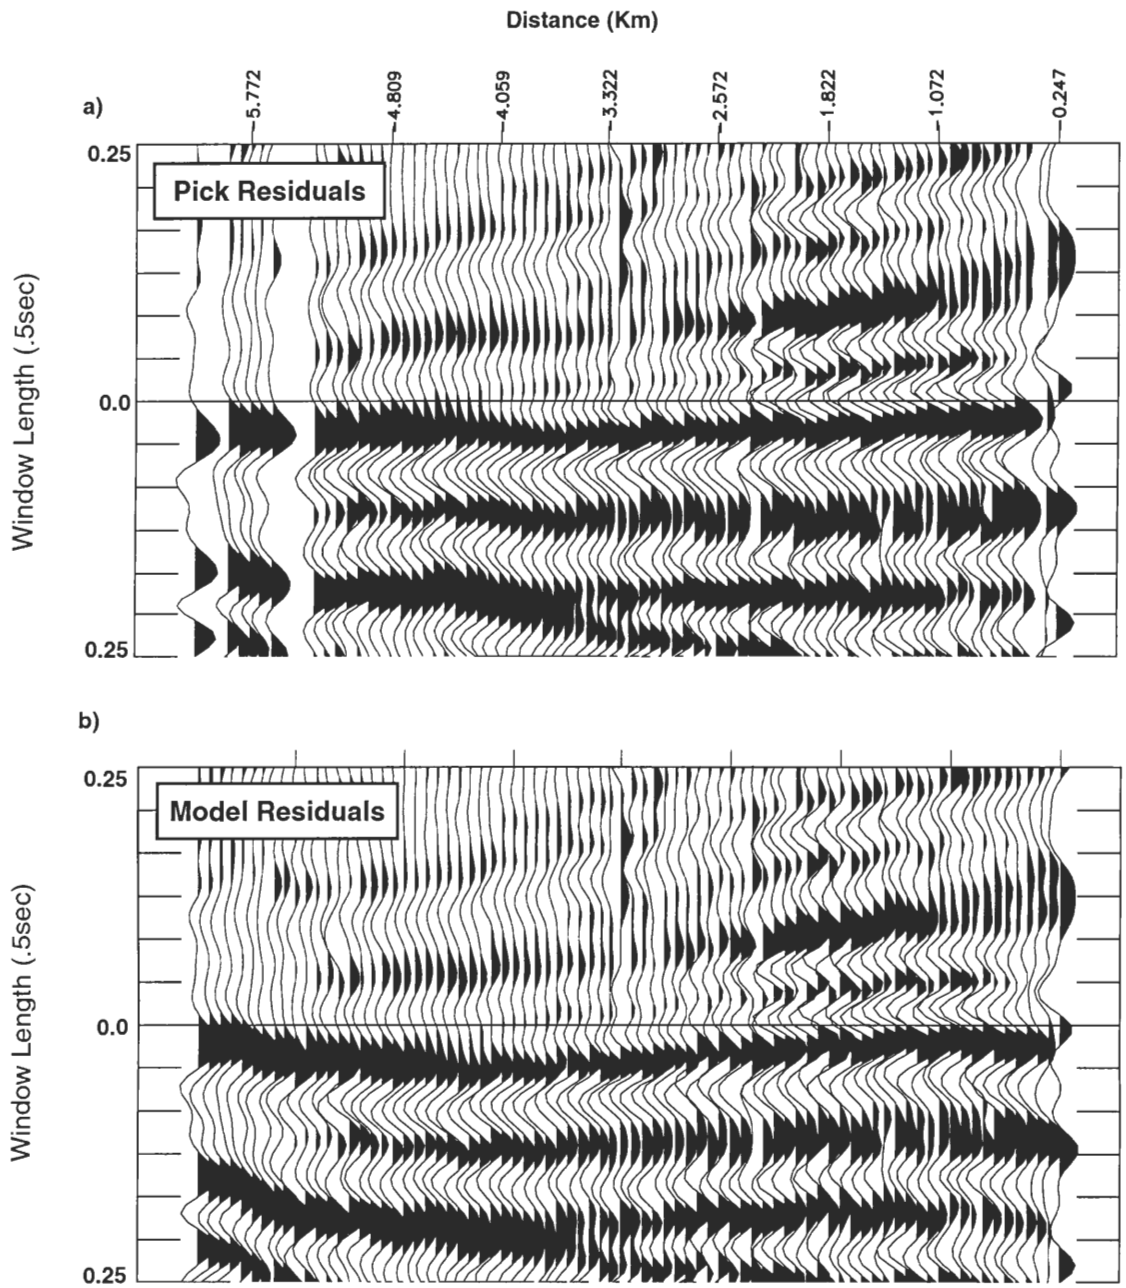 Distance (Km)
a)
5.772
4.809
4.059
3.322
2.572
1.822
1.072
0.247
0.25
Pick Residuals
Window Length (.5sec)
0.0
0.25
b)
0.25
Model Residuals
Window Length (.5sec)
0.0
0.25